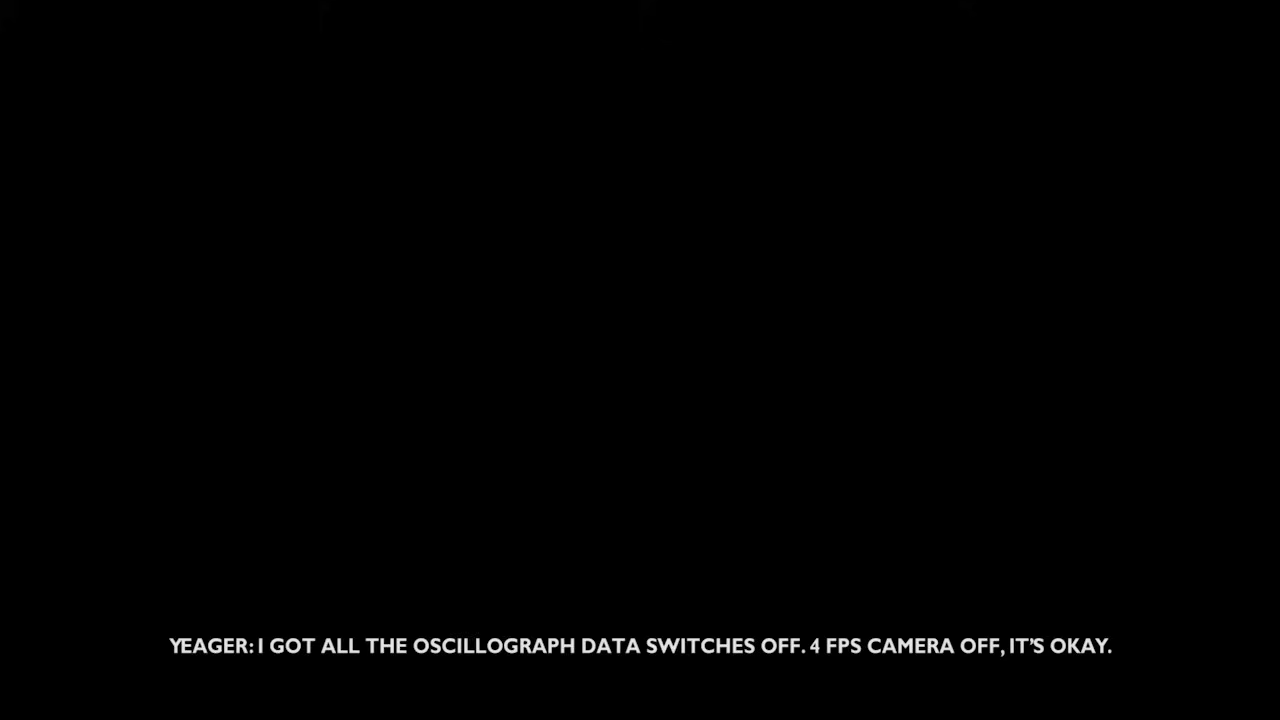 YEAGER: I GOT ALL THE OSCILLOGRAPH DATA SWITCHES OFF. 4 FPS CAMERA OFF, IT’S OKAY.